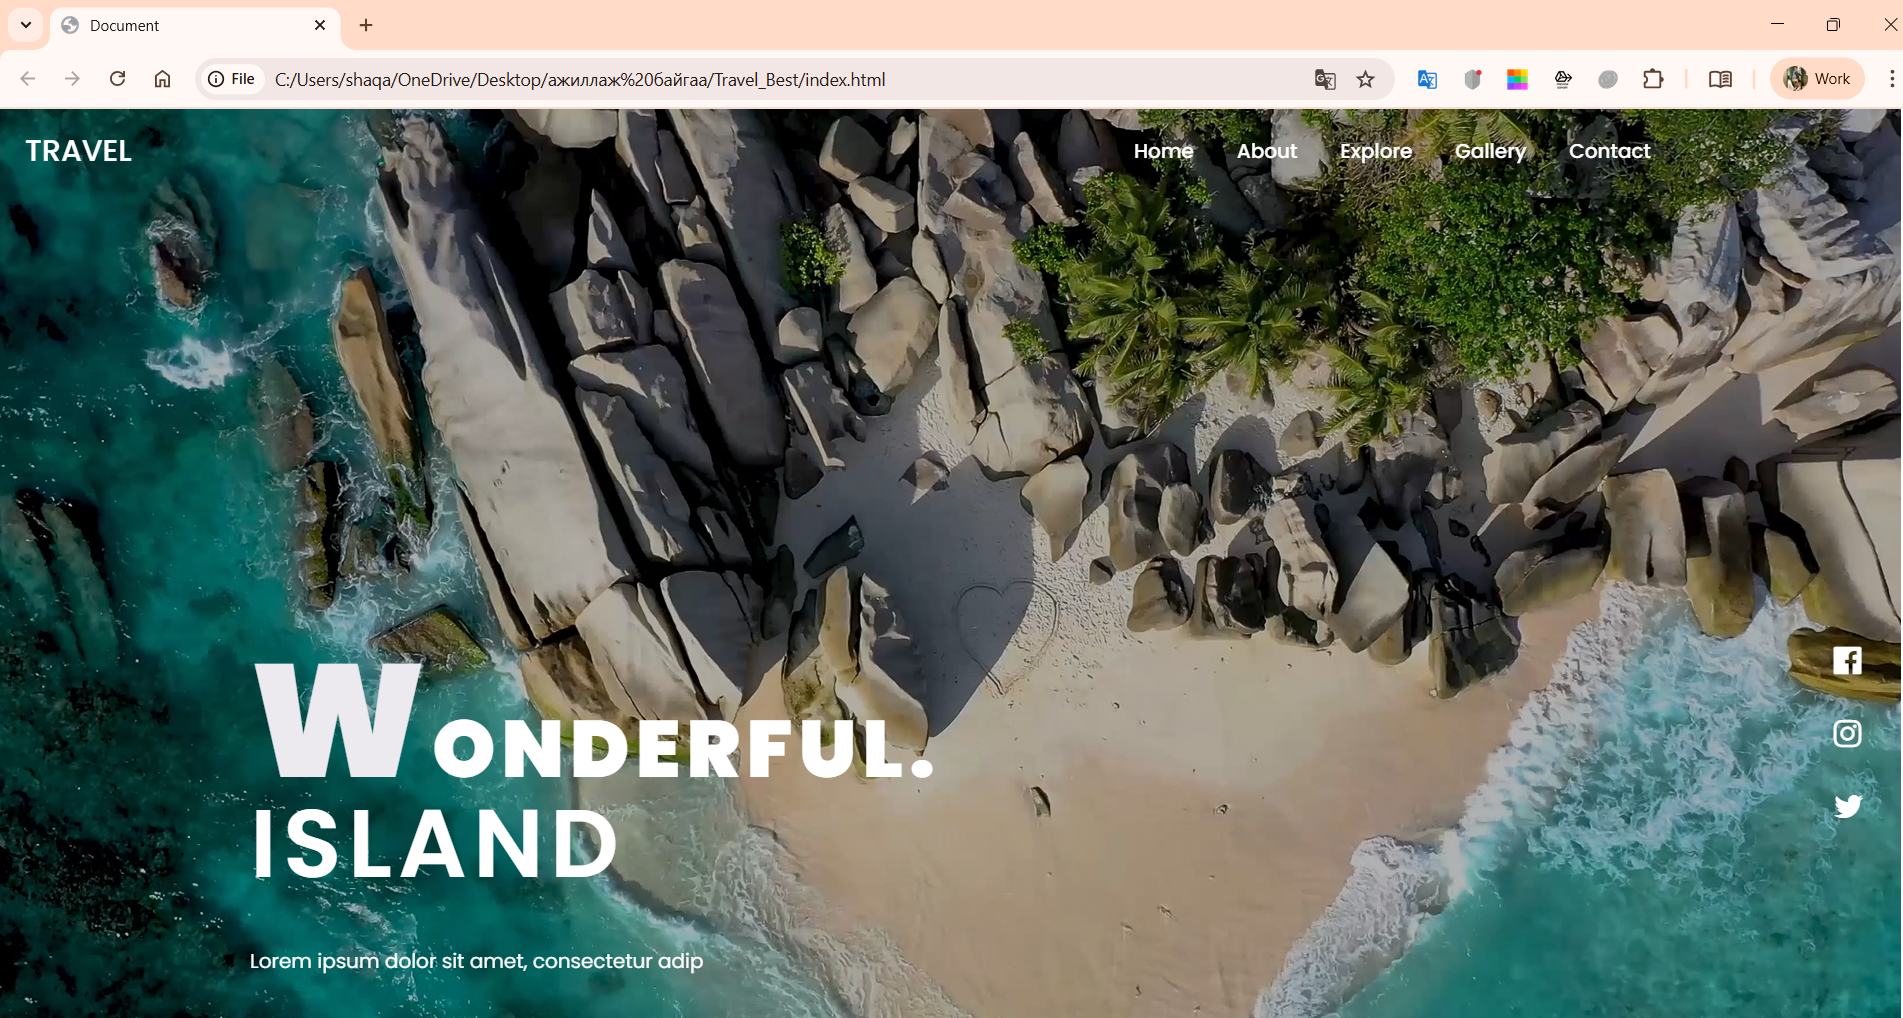 Document
File
C:/Users/shaqa/OneDrive/Desktop/ажиллаж%20байгаа/Travel_Best/index.html
Work
TRAVEL
Home About Explore Gallery Contact
WONDERFUL.
ISLAND
Lorem ipsum dolor sit amet, consectetur adip